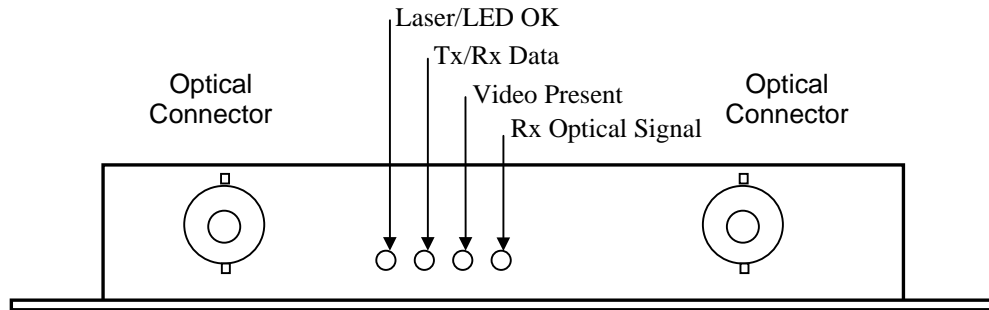 Laser/LED OK
Tx/Rx Data
Optical
Connector
Video Present
Rx Optical Signal
Optical
Connector